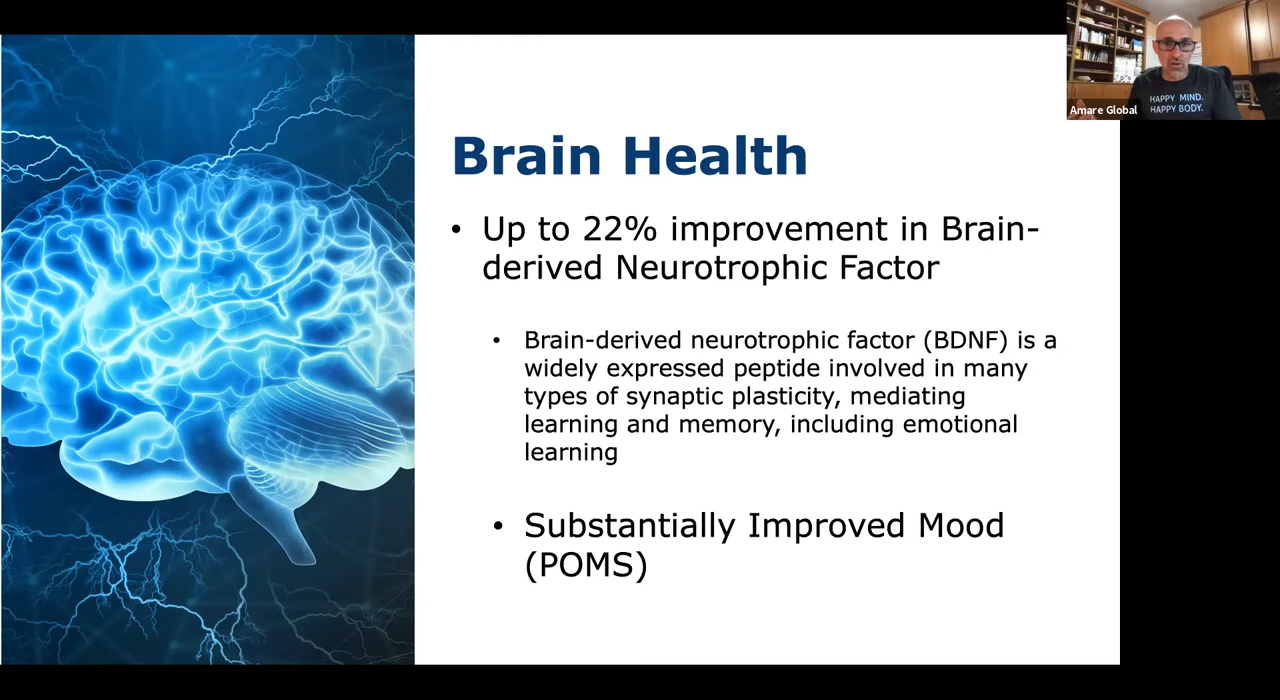 HAPPY MIND.
HAPPY BODY.
Amare Global
Brain Health
• Up to 22% improvement in Brain-
derived Neurotrophic Factor
• Brain-derived neurotrophic factor (BDNF) is a
widely expressed peptide involved in many
types of synaptic plasticity, mediating
learning and memory, including emotional
learning
• Substantially Improved Mood
(POMS)